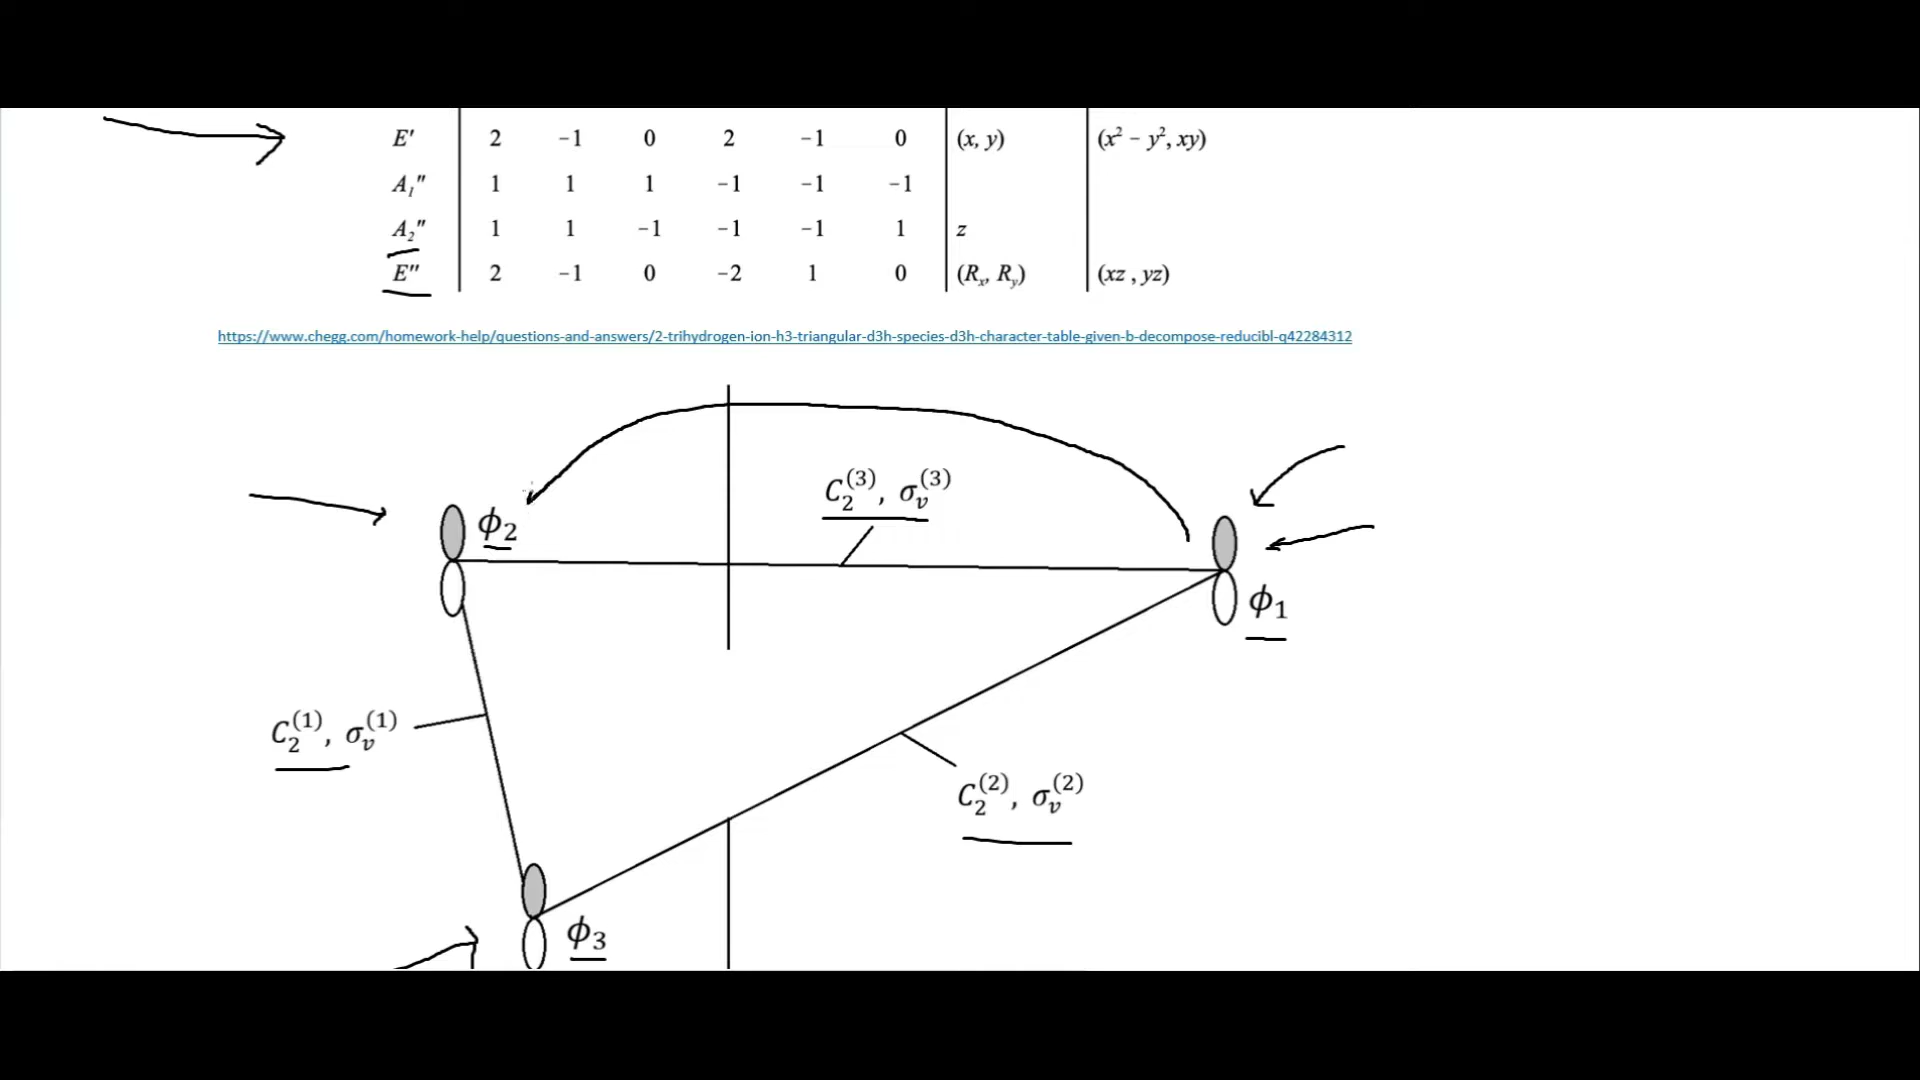 E′ 2 −1 0 2 −1 0 (x, y) (x² − y², xy)
A₁″ 1 1 1 −1 −1 −1
A₂″ 1 1 −1 −1 −1 1 z
E″ 2 −1 0 −2 1 0 (Rₓ, R_y) (xz , yz)
https://www.chegg.com/homework-help/questions-and-answers/2-trihydrogen-ion-h3-triangular-d3h-species-d3h-character-table-given-b-decompose-reducibl-q42284312
C₂⁽³⁾, σᵥ⁽³⁾
ϕ₂
ϕ₁
C₂⁽¹⁾, σᵥ⁽¹⁾
C₂⁽²⁾, σᵥ⁽²⁾
ϕ₃